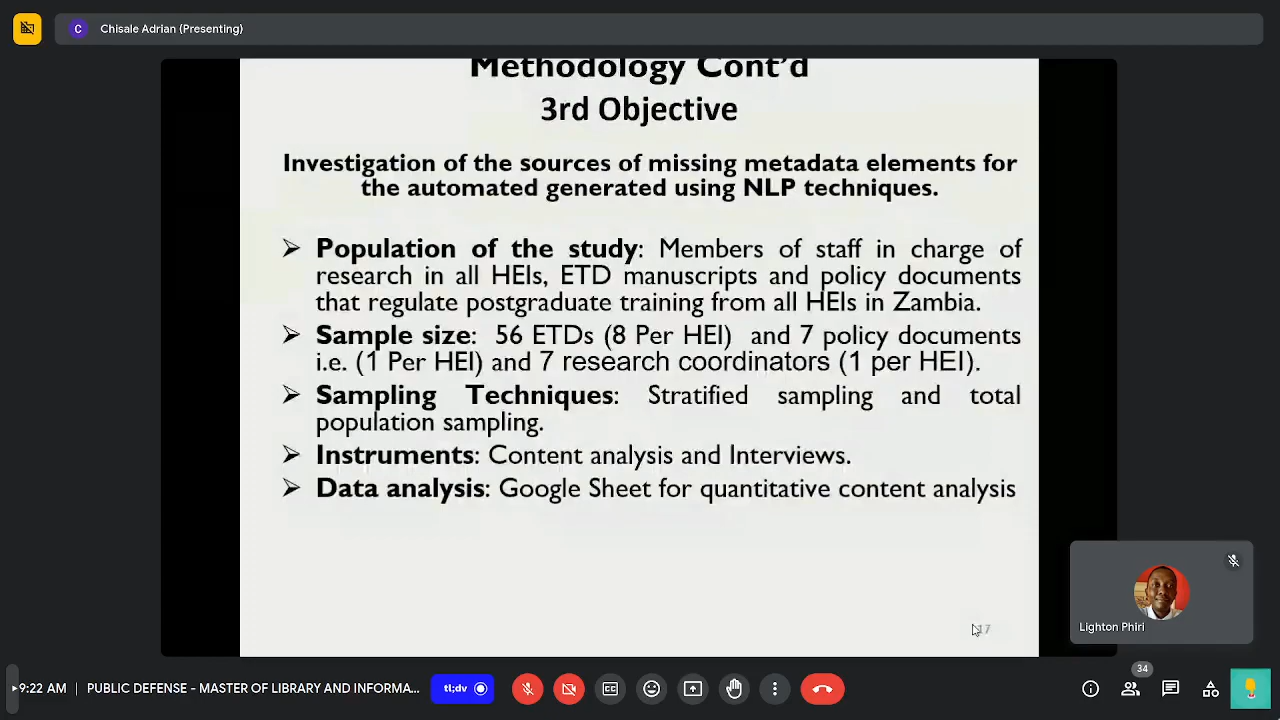 C
Chisale Adrian (Presenting)
Methodology Cont’d
3rd Objective
Investigation of the sources of missing metadata elements for
the automated generated using NLP techniques.
➢ Population of the study: Members of staff in charge of
research in all HEIs, ETD manuscripts and policy documents
that regulate postgraduate training from all HEIs in Zambia.
➢ Sample size: 56 ETDs (8 Per HEI) and 7 policy documents
i.e. (1 Per HEI) and 7 research coordinators (1 per HEI).
➢ Sampling Techniques: Stratified sampling and total
population sampling.
➢ Instruments: Content analysis and Interviews.
➢ Data analysis: Google Sheet for quantitative content analysis
17
Lighton Phiri
34
9:22 AM | PUBLIC DEFENSE - MASTER OF LIBRARY AND INFORMA...
tl;dv
CC